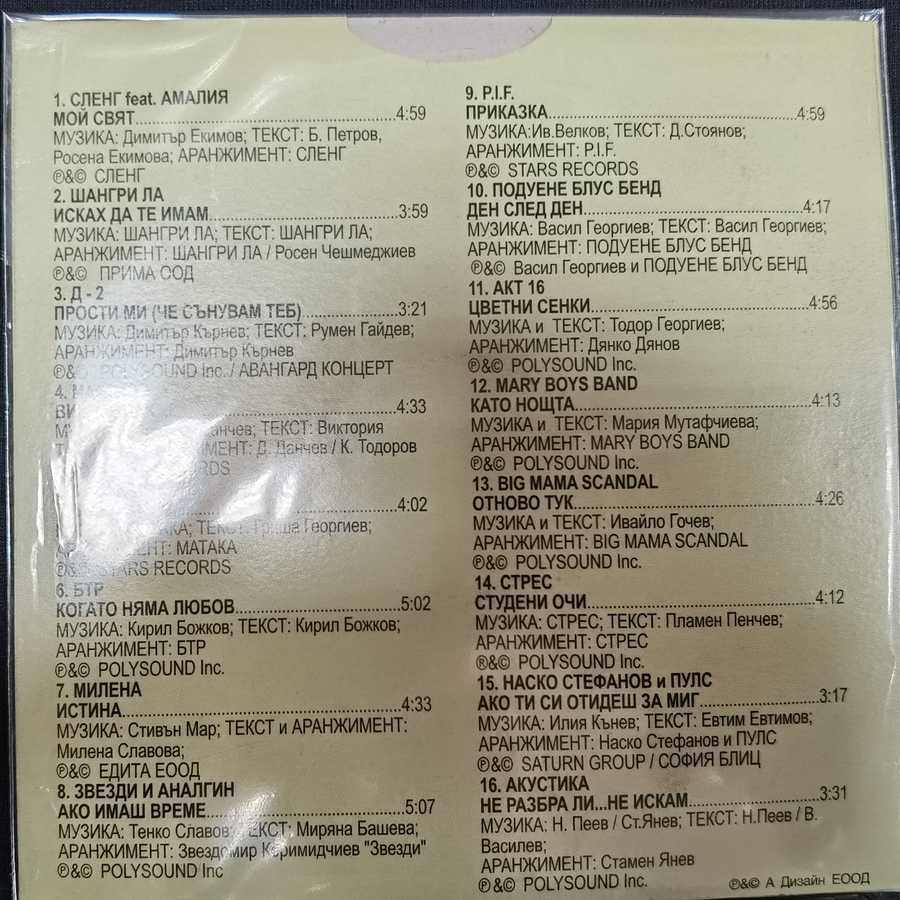 1. СЛЕНГ feat. АМАЛИЯ
МОЙ СВЯТ........................................4:59
МУЗИКА: Димитър Екимов; ТЕКСТ: Б. Петров,
Росена Екимова; АРАНЖИМЕНТ: СЛЕНГ
℗&© СЛЕНГ
2. ШАНГРИ ЛА
ИСКАХ ДА ТЕ ИМАМ..............................3:59
МУЗИКА: ШАНГРИ ЛА; ТЕКСТ: ШАНГРИ ЛА;
АРАНЖИМЕНТ: ШАНГРИ ЛА / Росен Чешмеджиев
℗&© ПРИМА ООД
3. Д - 2
ПРОСТИ МИ (ЧЕ СЪНУВАМ ТЕБ)...............3:21
МУЗИКА: Димитър Кърнев; ТЕКСТ: Румен Гайдев;
АРАНЖИМЕНТ: Димитър Кърнев
℗&© POLYSOUND Inc. / АВАНГАРД КОНЦЕРТ
4.
4:33
Данчев; ТЕКСТ: Виктория
Д. Данчев / К. Тодоров
4:02
ТЕКСТ: Гриша Георгиев;
МАТАКА
℗&© STARS RECORDS
6. БТР
КОГАТО НЯМА ЛЮБОВ..........................5:02
МУЗИКА: Кирил Божков; ТЕКСТ: Кирил Божков;
АРАНЖИМЕНТ: БТР
℗&© POLYSOUND Inc.
7. МИЛЕНА
ИСТИНА............................................4:33
МУЗИКА: Стивън Мар; ТЕКСТ и АРАНЖИМЕНТ:
Милена Славова;
℗&© ЕДИТА ЕООД
8. ЗВЕЗДИ И АНАЛГИН
АКО ИМАШ ВРЕМЕ................................5:07
МУЗИКА: Тенко Славов; ТЕКСТ: Миряна Башева;
АРАНЖИМЕНТ: Звездомир Керимидчиев "Звезди"
℗&© POLYSOUND Inc
9. P.I.F.
ПРИКАЗКА..........................................4:59
МУЗИКА:Ив.Велков; ТЕКСТ: Д.Стоянов;
АРАНЖИМЕНТ: P.I.F.
℗&© STARS RECORDS
10. ПОДУЕНЕ БЛУС БЕНД
ДЕН СЛЕД ДЕН....................................4:17
МУЗИКА: Васил Георгиев; ТЕКСТ: Васил Георгиев;
АРАНЖИМЕНТ: ПОДУЕНЕ БЛУС БЕНД
℗&© Васил Георгиев и ПОДУЕНЕ БЛУС БЕНД
11. АКТ 16
ЦВЕТНИ СЕНКИ...................................4:56
МУЗИКА и ТЕКСТ: Тодор Георгиев;
АРАНЖИМЕНТ: Дянко Дянов
℗&© POLYSOUND Inc.
12. MARY BOYS BAND
КАТО НОЩТА......................................4:13
МУЗИКА и ТЕКСТ: Мария Мутафчиева;
АРАНЖИМЕНТ: MARY BOYS BAND
℗&© POLYSOUND Inc.
13. BIG MAMA SCANDAL
ОТНОВО ТУК......................................4:26
МУЗИКА и ТЕКСТ: Ивайло Гочев;
АРАНЖИМЕНТ: BIG MAMA SCANDAL
℗&© POLYSOUND Inc.
14. СТРЕС
СТУДЕНИ ОЧИ....................................4:12
МУЗИКА: СТРЕС; ТЕКСТ: Пламен Пенчев;
АРАНЖИМЕНТ: СТРЕС
®&© POLYSOUND Inc.
15. НАСКО СТЕФАНОВ и ПУЛС
АКО ТИ СИ ОТИДЕШ ЗА МИГ..................3:17
МУЗИКА: Илия Кънев; ТЕКСТ: Евтим Евтимов;
АРАНЖИМЕНТ: Наско Стефанов и ПУЛС
℗&© SATURN GROUP / СОФИЯ БЛИЦ
16. АКУСТИКА
НЕ РАЗБРА ЛИ...НЕ ИСКАМ....................3:31
МУЗИКА: Н. Пеев / Ст.Янев; ТЕКСТ: Н.Пеев / В.
Василев;
АРАНЖИМЕНТ: Стамен Янев
℗&© POLYSOUND Inc.
℗&© А Дизайн ЕООД